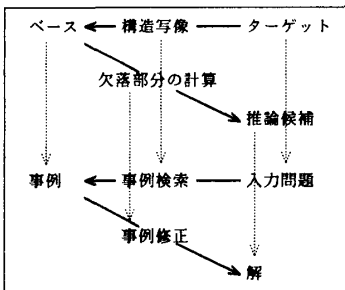 ベース 構造写像 ターゲット
欠落部分の計算
推論候補
事例 事例検索 入力問題
事例修正
解